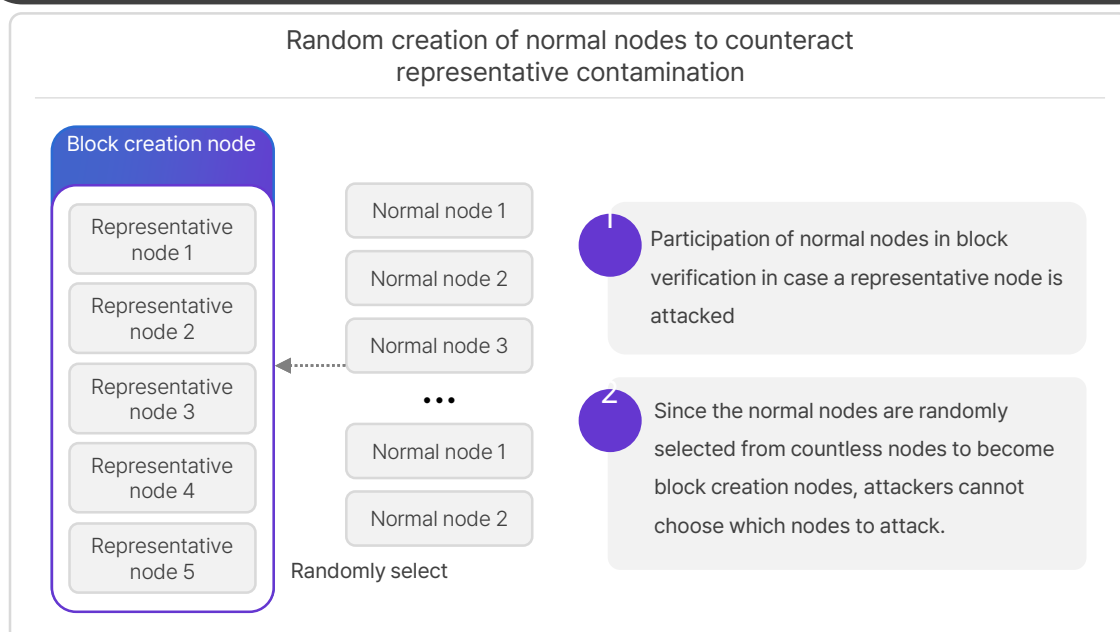 Random creation of normal nodes to counteract
representative contamination
Block creation node
Representative
node 1
Representative
node 2
Representative
node 3
Representative
node 4
Representative
node 5
Normal node 1
Normal node 2
Normal node 3
...
Normal node 1
Normal node 2
Randomly select
1
Participation of normal nodes in block
verification in case a representative node is
attacked
2
Since the normal nodes are randomly
selected from countless nodes to become
block creation nodes, attackers cannot
choose which nodes to attack.